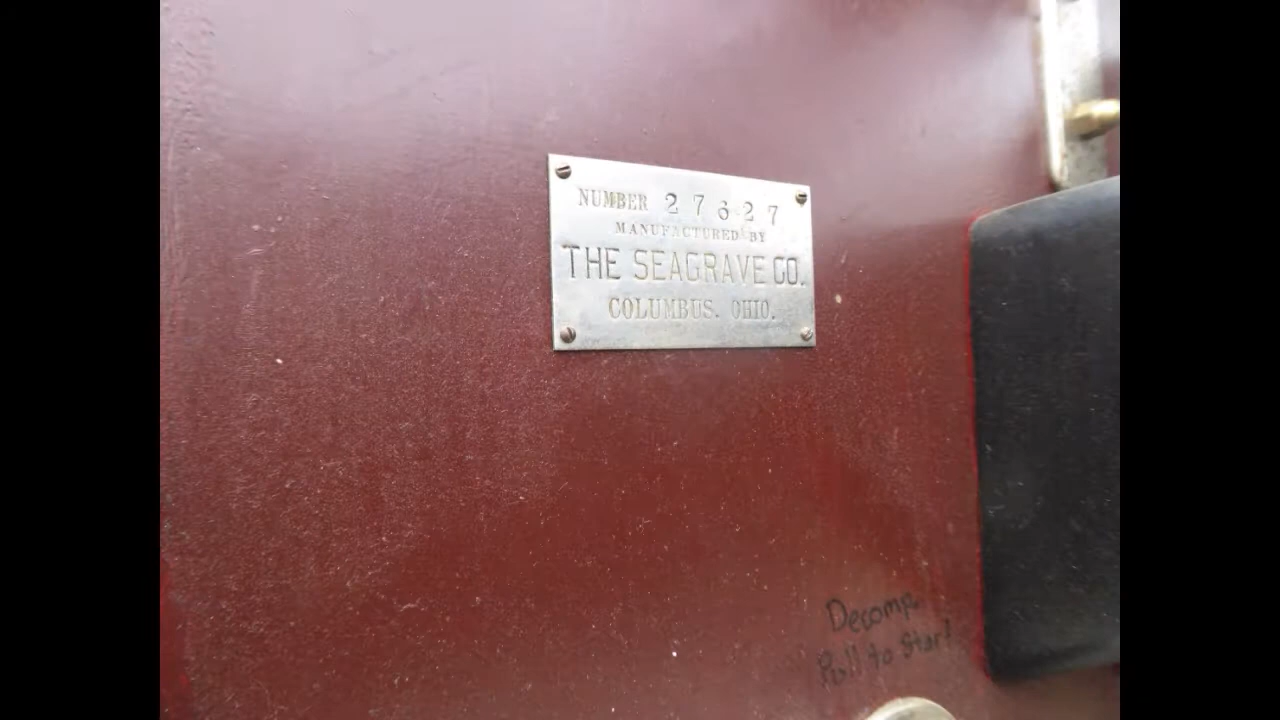 NUMBER 27627
MANUFACTURED BY
THE SEAGRAVE CO.
COLUMBUS. OHIO.
Decomp.
Pull to Start